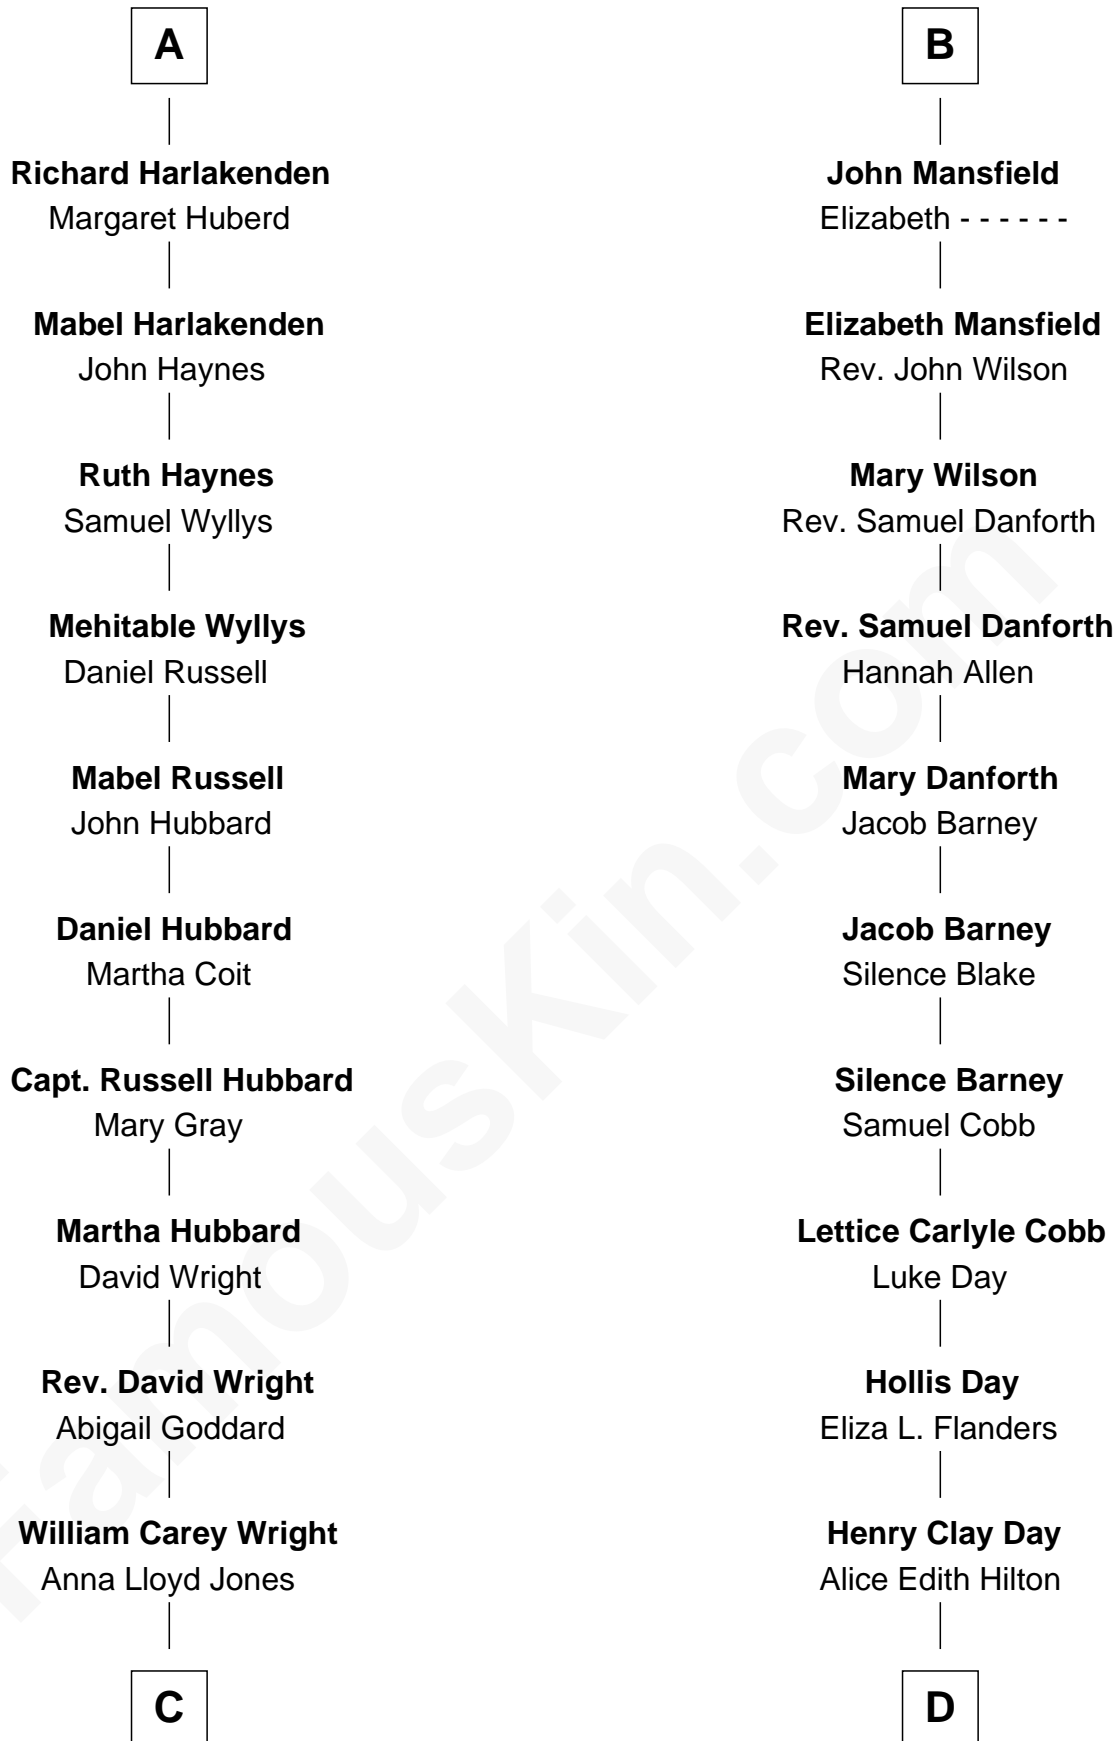 A
Richard Harlakenden
Margaret Huberd
Mabel Harlakenden
John Haynes
Ruth Haynes
Samuel Wyllys
Mehitable Wyllys
Daniel Russell
Mabel Russell
John Hubbard
Daniel Hubbard
Martha Coit
Capt. Russell Hubbard
Mary Gray
Martha Hubbard
David Wright
Rev. David Wright
Abigail Goddard
William Carey Wright
Anna Lloyd Jones
C
B
John Mansfield
Elizabeth - - - - - -
Elizabeth Mansfield
Rev. John Wilson
Mary Wilson
Rev. Samuel Danforth
Rev. Samuel Danforth
Hannah Allen
Mary Danforth
Jacob Barney
Jacob Barney
Silence Blake
Silence Barney
Samuel Cobb
Lettice Carlyle Cobb
Luke Day
Hollis Day
Eliza L. Flanders
Henry Clay Day
Alice Edith Hilton
D
FamousKin.com